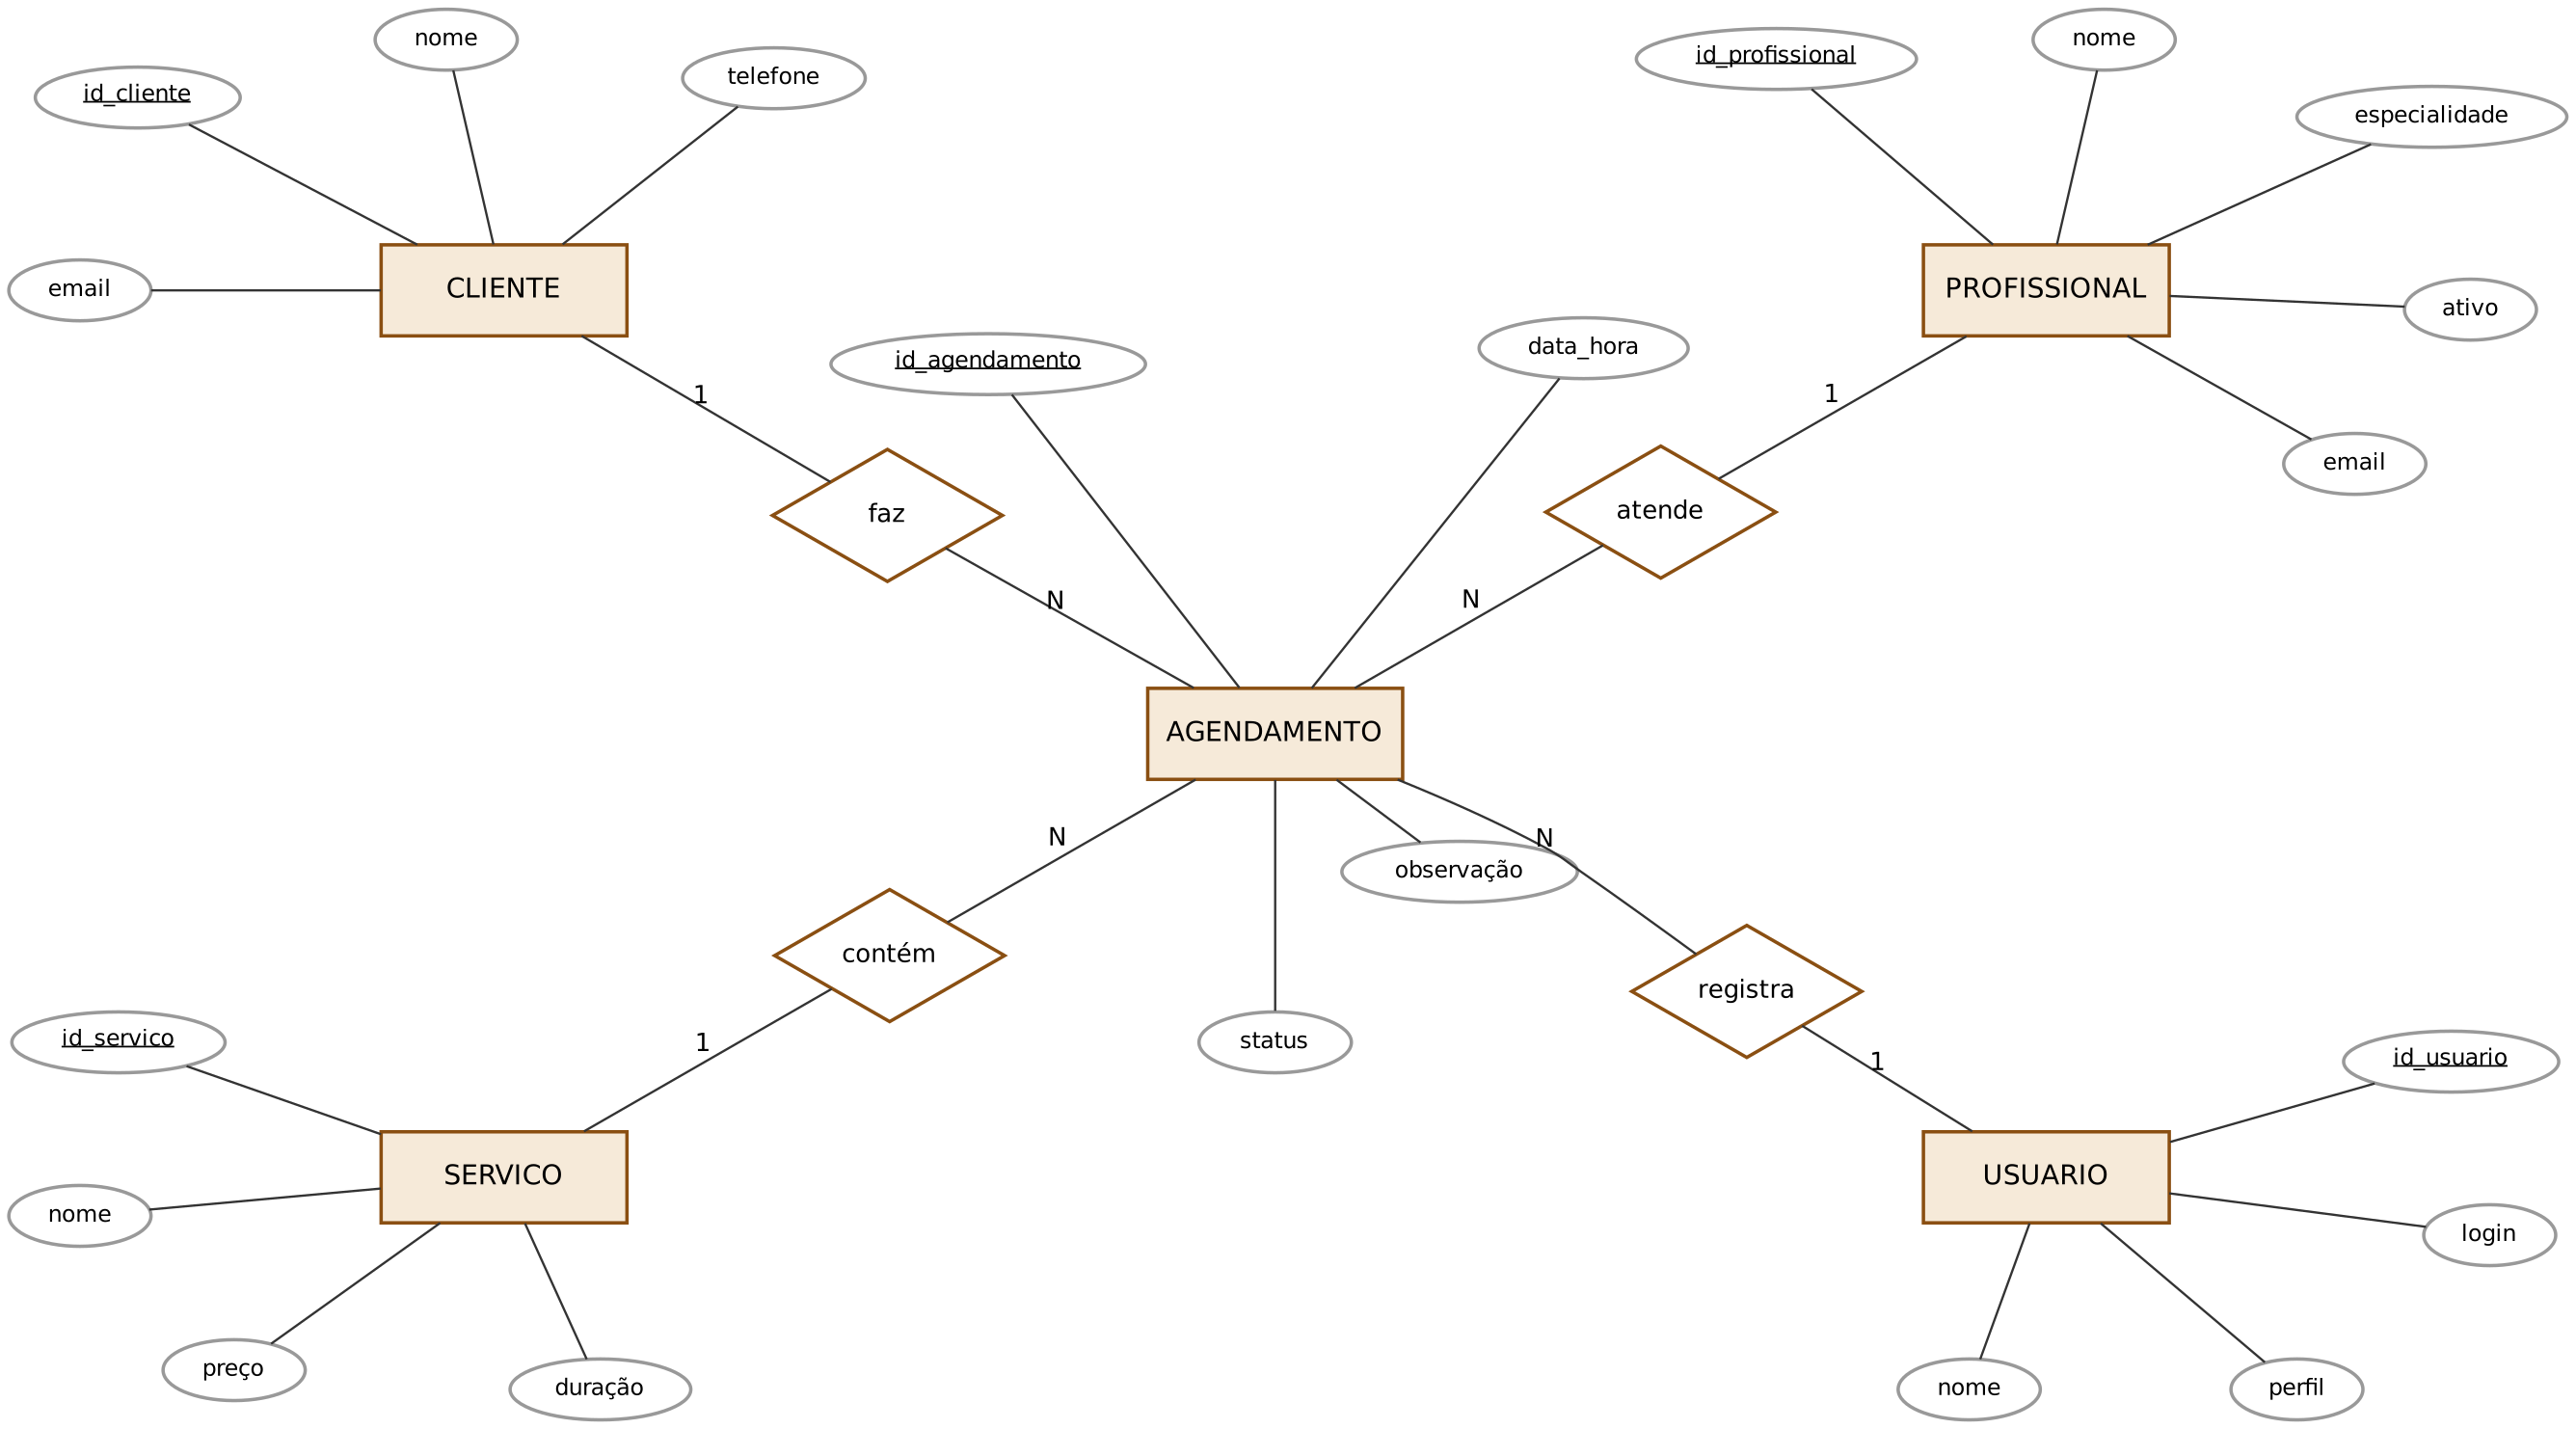 nome
id_profissional
nome
telefone
id_cliente
especialidade
email
CLIENTE
PROFISSIONAL
ativo
id_agendamento
data_hora
1
1
email
faz
atende
N
N
AGENDAMENTO
N
N
observação
contém
registra
id_servico
1
status
1
id_usuario
SERVICO
USUARIO
nome
login
preço
duração
nome
perfil